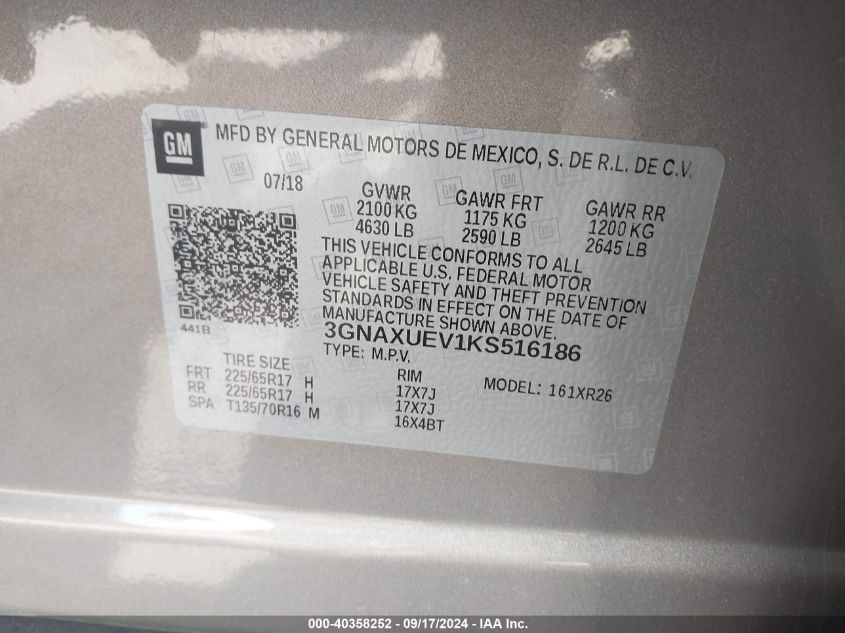 GM ® MFD BY GENERAL MOTORS DE MEXICO, S. DE R.L. DE C.V.
07/18 GVWR GAWR FRT GAWR RR
2100 KG 1175 KG 1200 KG
4630 LB 2590 LB 2645 LB
THIS VEHICLE CONFORMS TO ALL
APPLICABLE U.S. FEDERAL MOTOR
VEHICLE SAFETY AND THEFT PREVENTION
STANDARDS IN EFFECT ON THE DATE OF
MANUFACTURE SHOWN ABOVE.
441B
3GNAXUEV1KS516186
TYPE: M.P.V.
TIRE SIZE RIM MODEL: 161XR26
FRT 225/65R17 H 17X7J
RR 225/65R17 H 17X7J
SPA T135/70R16 M 16X4BT
000-40358252 - 09/17/2024 - IAA Inc.